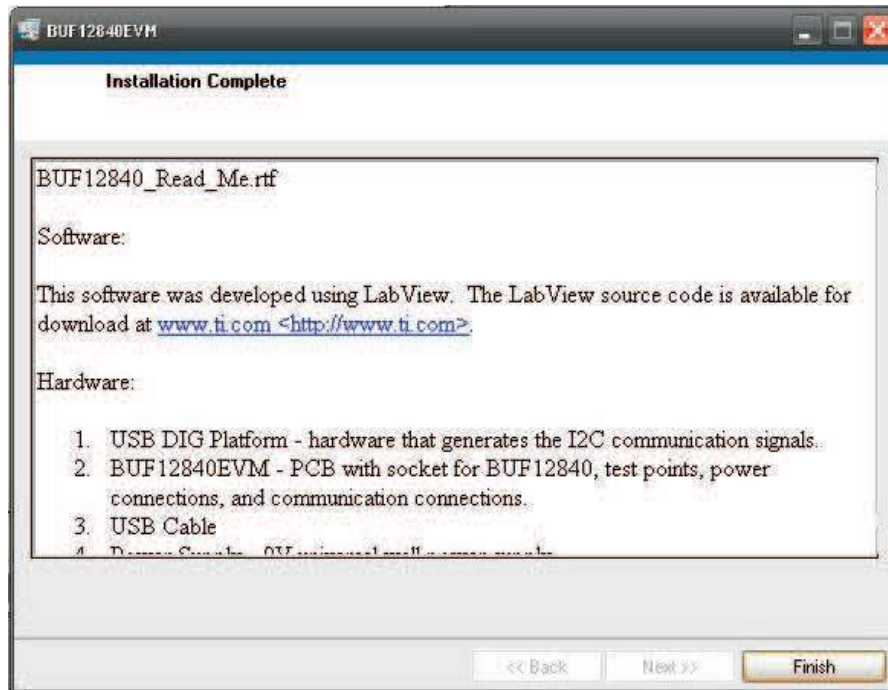 BUF12840EVM
Installation Complete
BUF12840_Read_Me.rtf
Software:
This software was developed using LabView. The LabView source code is available for
download at www.ti.com <http://www.ti.com>.
Hardware:
1. USB DIG Platform - hardware that generates the I2C communication signals.
2. BUF12840EVM - PCB with socket for BUF12840, test points, power
connections, and communication connections.
3. USB Cable
<< Back Next >> Finish